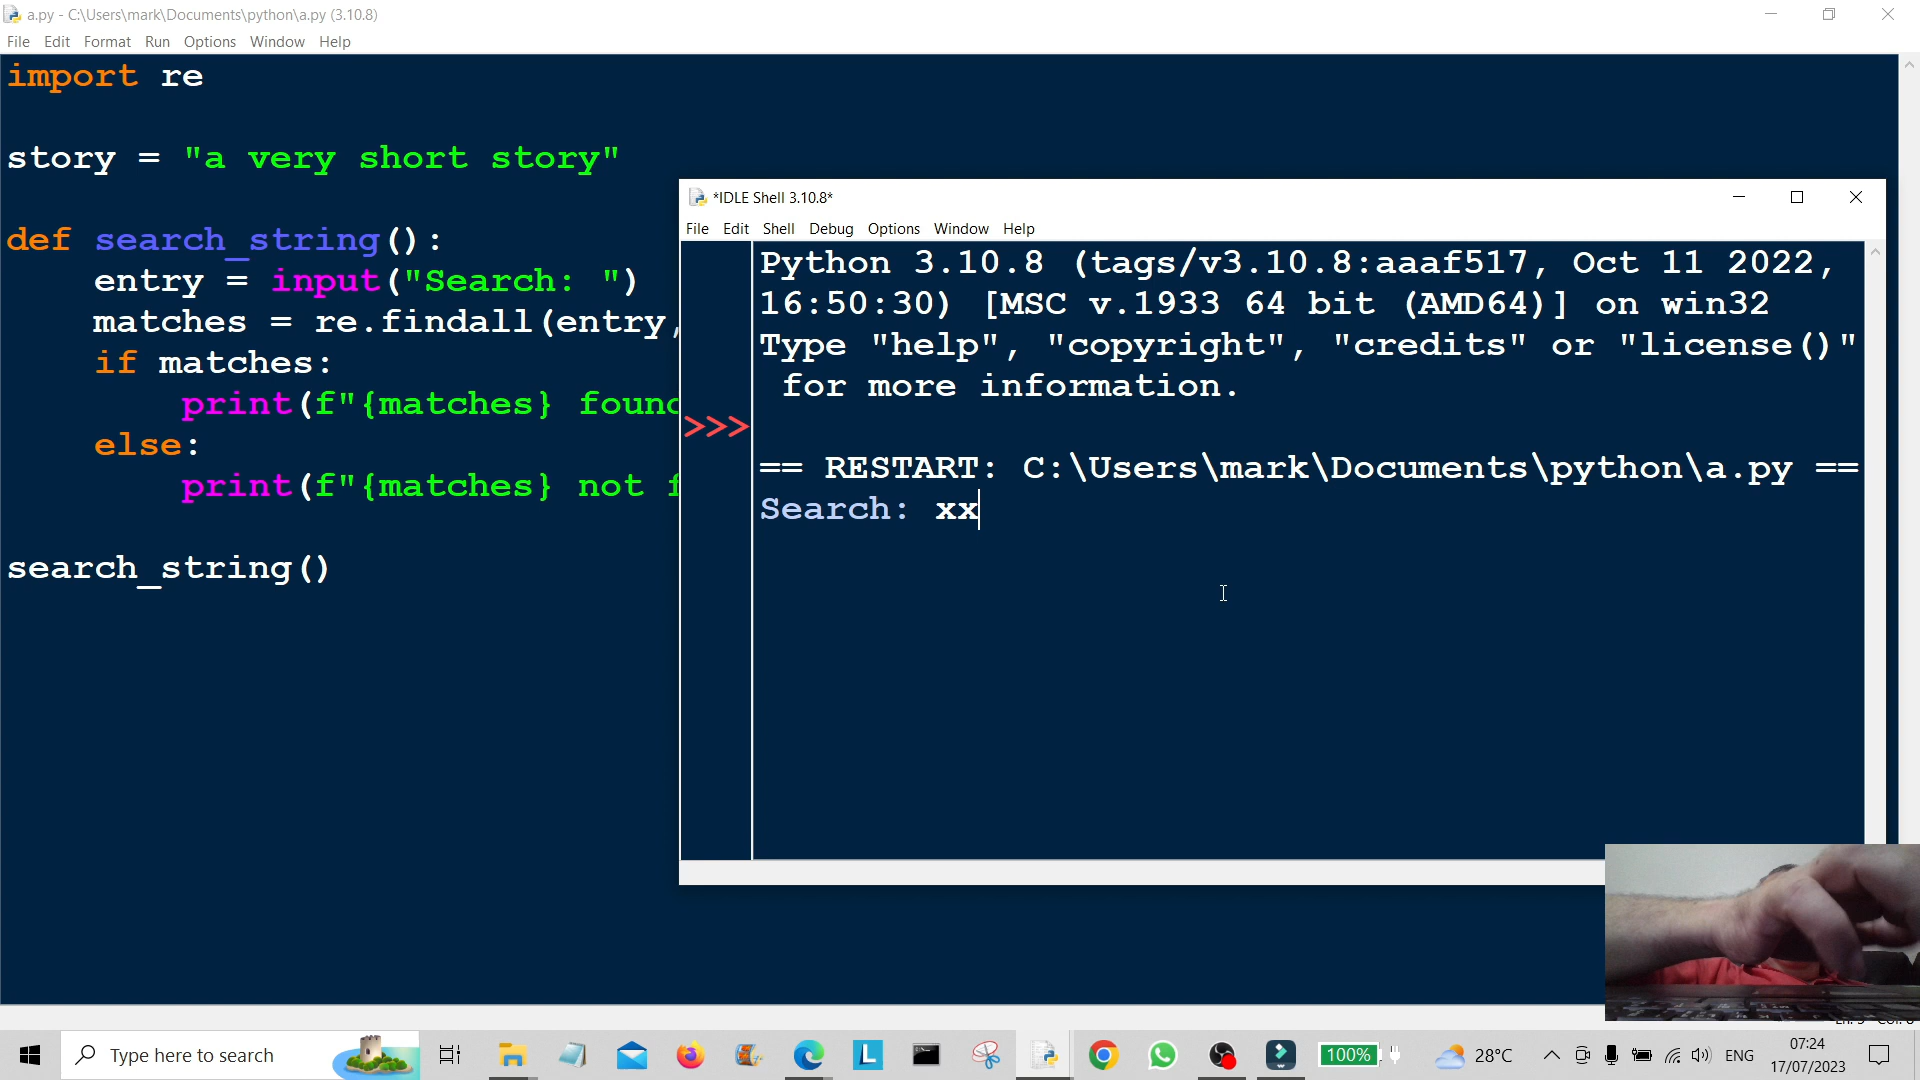 a.py - C:\Users\mark\Documents\python\a.py (3.10.8)
File Edit Format Run Options Window Help
import re
story = "a very short story"
def search_string():
entry = input("Search: ")
matches = re.findall(entry,
if matches:
print(f"{matches} found
else:
print(f"{matches} not f
search_string()
*IDLE Shell 3.10.8*
File Edit Shell Debug Options Window Help
Python 3.10.8 (tags/v3.10.8:aaaf517, Oct 11 2022,
16:50:30) [MSC v.1933 64 bit (AMD64)] on win32
Type "help", "copyright", "credits" or "license()"
for more information.
>>>
== RESTART: C:\Users\mark\Documents\python\a.py ==
Search: xx
Type here to search
L
100%
28°C
ENG
07:24
17/07/2023